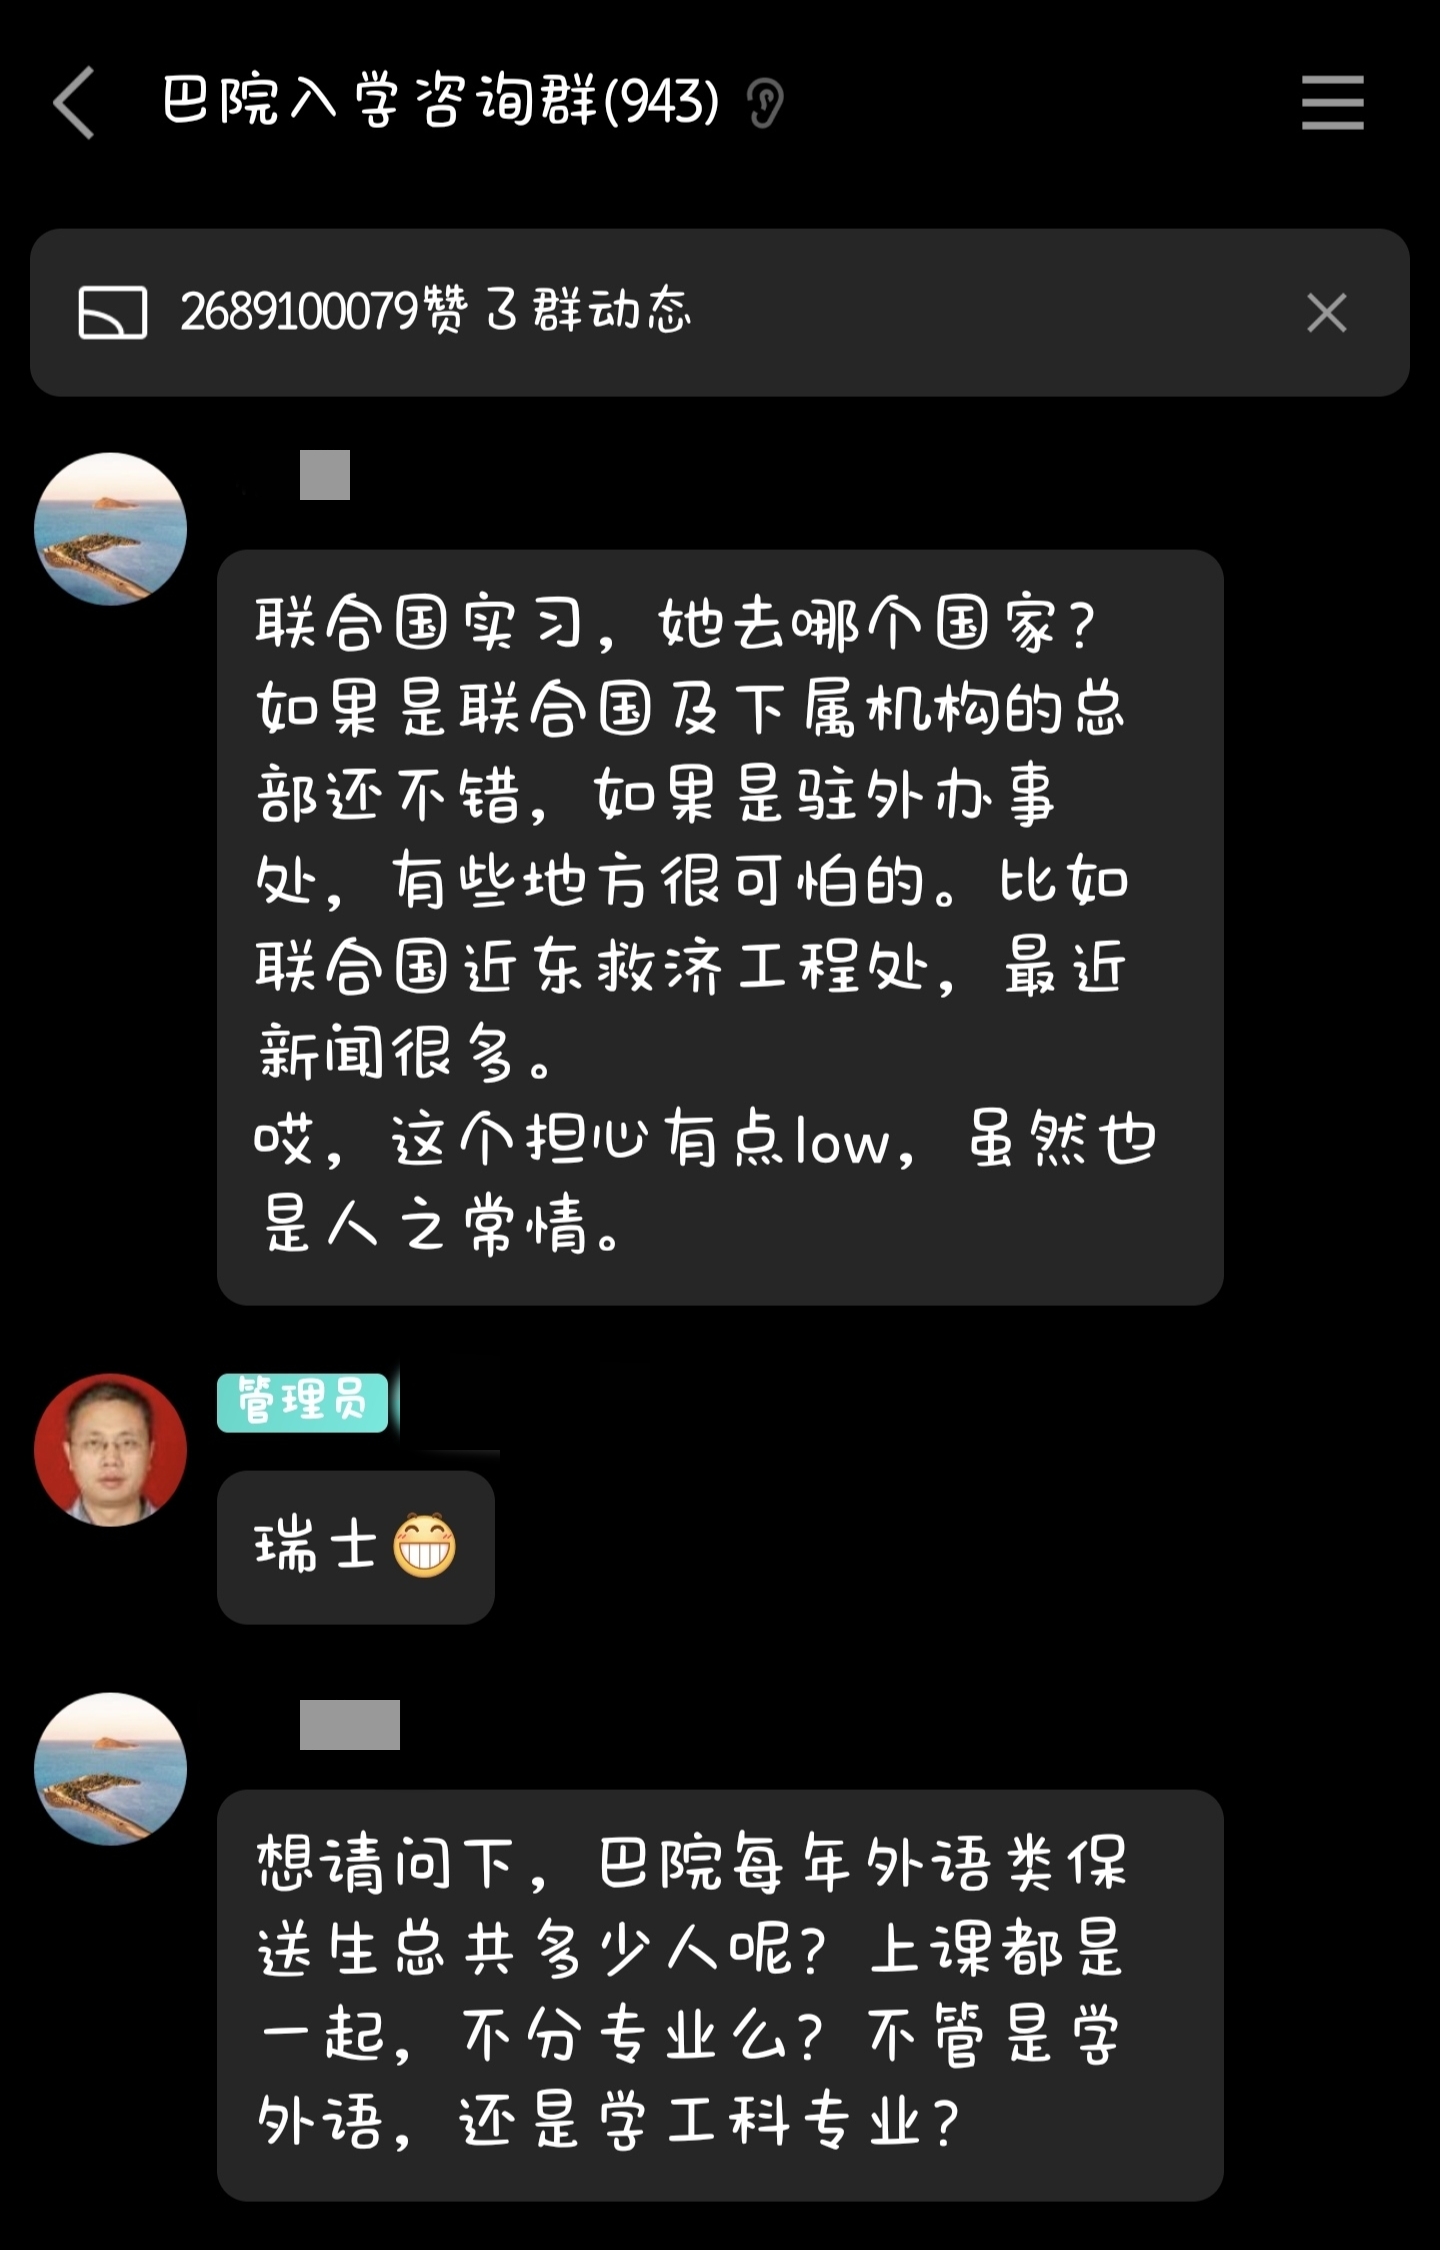 巴院入学咨询群(943)
2689100079赞了群动态
联合国实习，她去哪个国家？
如果是联合国及下属机构的总
部还不错，如果是驻外办事
处，有些地方很可怕的。比如
联合国近东救济工程处，最近
新闻很多。
哎，这个担心有点low，虽然也
是人之常情。
管理员
瑞士
想请问下，巴院每年外语类保
送生总共多少人呢？上课都是
一起，不分专业么？不管是学
外语，还是学工科专业？